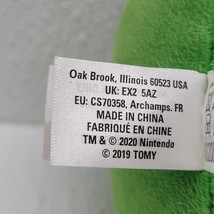 Oak Brook, Illinois 60523 USA
UK: EX2 5AZ
EU: CS70358, Archamps. FR
MADE IN CHINA
FABRIQUÉ EN CHINE
TM & © 2020 Nintendo
© 2019 TOMY